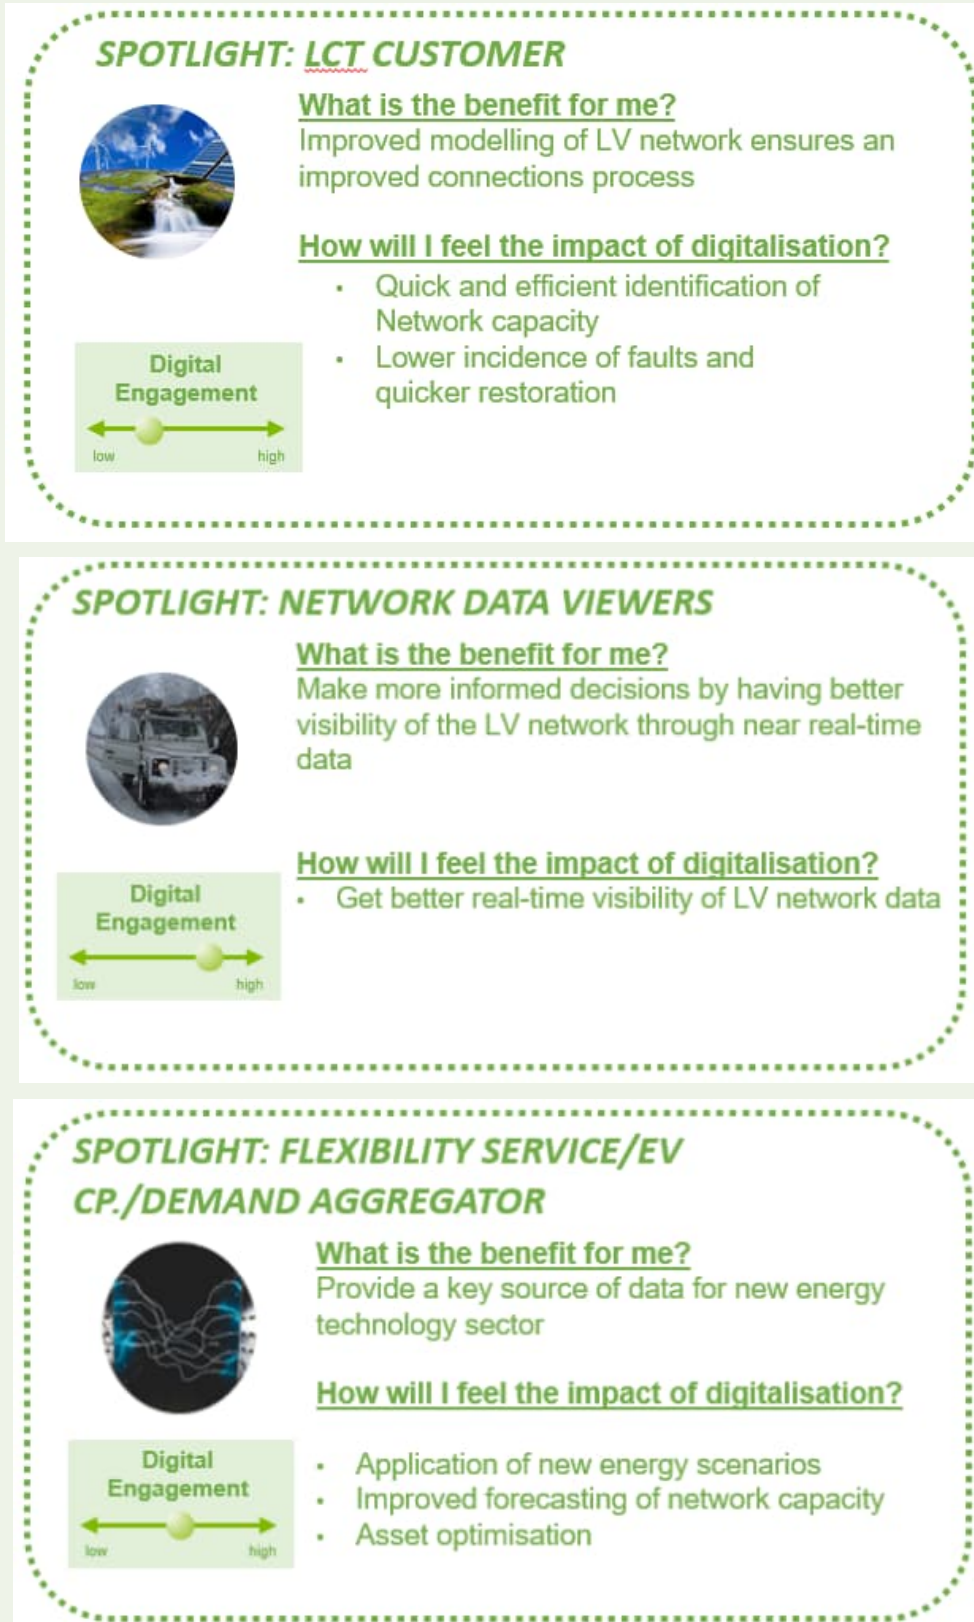 SPOTLIGHT: LCT CUSTOMER
What is the benefit for me?
Improved modelling of LV network ensures an
improved connections process
How will I feel the impact of digitalisation?
• Quick and efficient identification of
Network capacity
• Lower incidence of faults and
quicker restoration
Digital
Engagement
low high
SPOTLIGHT: NETWORK DATA VIEWERS
What is the benefit for me?
Make more informed decisions by having better
visibility of the LV network through near real-time
data
How will I feel the impact of digitalisation?
• Get better real-time visibility of LV network data
Digital
Engagement
low high
SPOTLIGHT: FLEXIBILITY SERVICE/EV
CP./DEMAND AGGREGATOR
What is the benefit for me?
Provide a key source of data for new energy
technology sector
How will I feel the impact of digitalisation?
• Application of new energy scenarios
• Improved forecasting of network capacity
• Asset optimisation
Digital
Engagement
low high